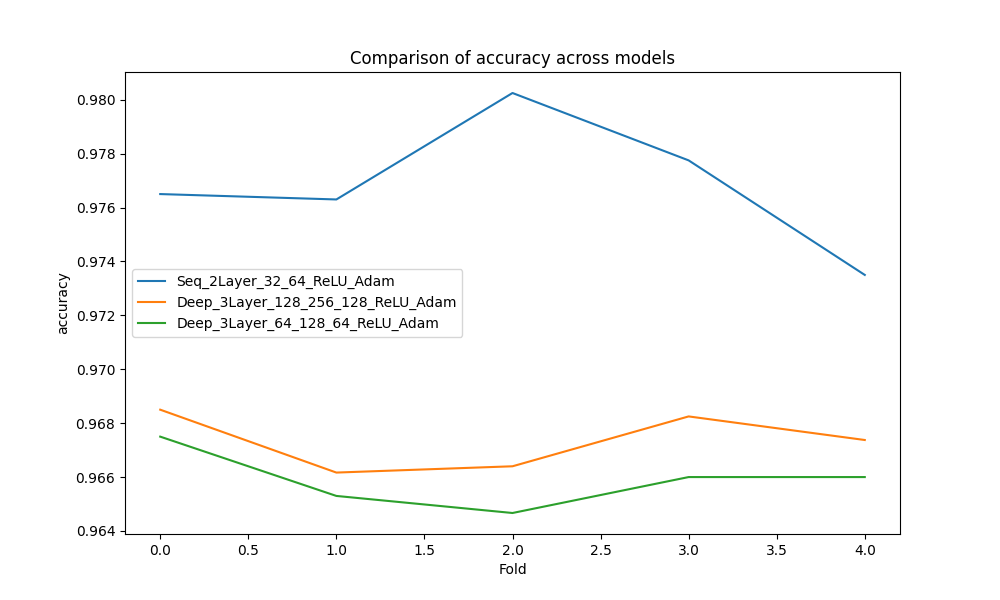 Comparison of accuracy across models
0.980
0.978
0.976
0.974
0.972
0.970
0.968
0.966
0.964
accuracy
Seq_2Layer_32_64_ReLU_Adam
Deep_3Layer_128_256_128_ReLU_Adam
Deep_3Layer_64_128_64_ReLU_Adam
0.0 0.5 1.0 1.5 2.0 2.5 3.0 3.5 4.0
Fold